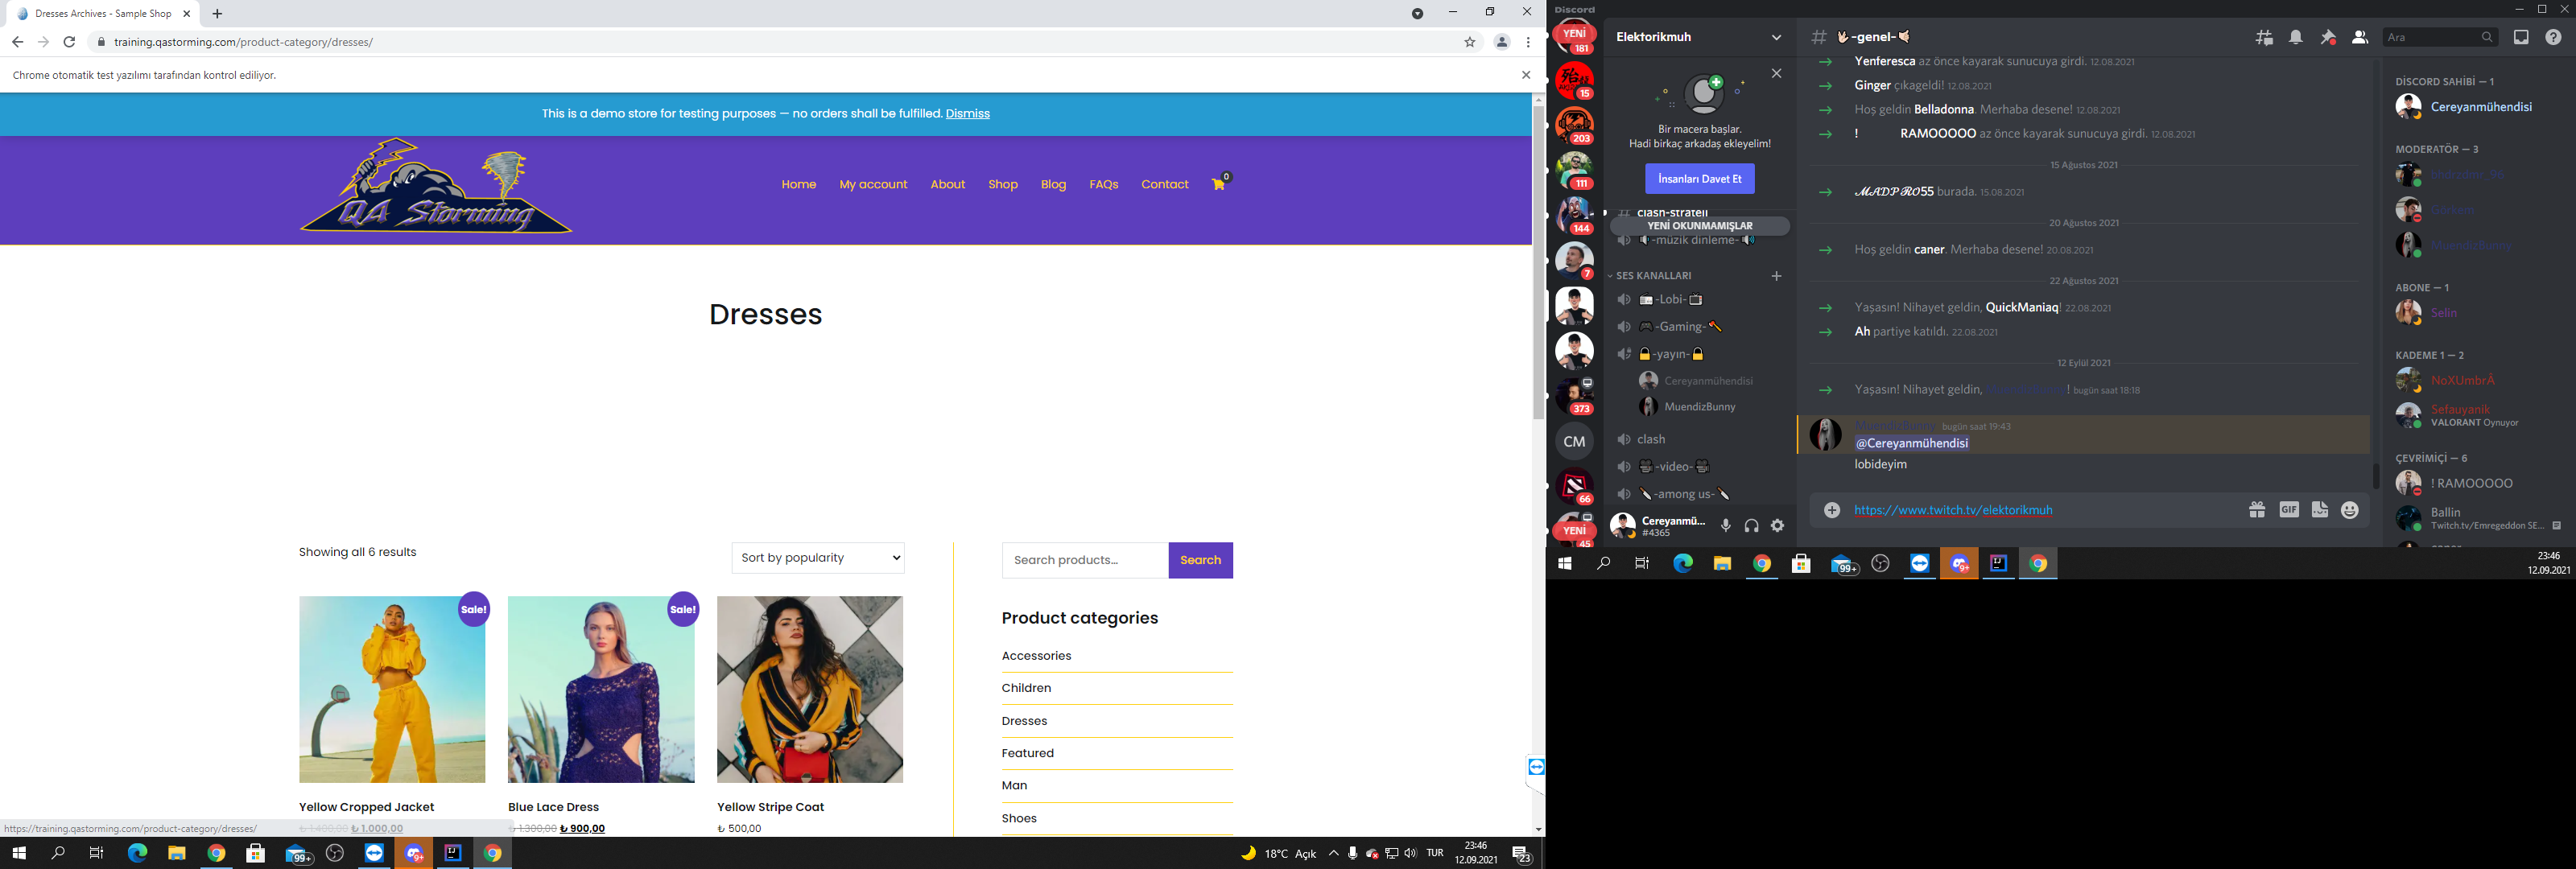 Dresses Archives - Sample Shop
training.qastorming.com/product-category/dresses/
Chrome otomatik test yazılımı tarafından kontrol ediliyor.
This is a demo store for testing purposes — no orders shall be fulfilled. Dismiss
QA Storming
Home
My account
About
Shop
Blog
FAQs
Contact
0
Dresses
Showing all 6 results
Sort by popularity
Search products...
Search
Sale!
Sale!
Yellow Cropped Jacket
₺ 1.400,00 ₺ 1.000,00
Blue Lace Dress
₺ 1.300,00 ₺ 900,00
Yellow Stripe Coat
₺ 500,00
Product categories
Accessories
Children
Dresses
Featured
Man
Shoes
https://training.qastorming.com/product-category/dresses/
99+
9+
18°C Açık
TUR
23:46
12.09.2021
23
Discord
YENİ
181
15
203
111
144
7
373
CM
66
YENİ
45
Elektorikmuh
Bir macera başlar.
Hadi birkaç arkadaş ekleyelim!
İnsanları Davet Et
clash-strateji
YENİ OKUNMAMIŞLAR
-müzik dinleme-
SES KANALLARI
-Lobi-
-Gaming-
-yayın-
Cereyanmühendisi
MuendizBunny
clash
-video-
-among us-
Cereyanmü...
#4365
-genel-
Ara
Yenferesca az önce kayarak sunucuya girdi. 12.08.2021
Ginger çıkageldi! 12.08.2021
Hoş geldin Belladonna. Merhaba desene! 12.08.2021
! RAMOOOOO az önce kayarak sunucuya girdi. 12.08.2021
15 Ağustos 2021
ℳ𝒜𝒟𝒫ℛ𝒪55 burada. 15.08.2021
20 Ağustos 2021
Hoş geldin caner. Merhaba desene! 20.08.2021
22 Ağustos 2021
Yaşasın! Nihayet geldin, QuickManiaq! 22.08.2021
Ah partiye katıldı. 22.08.2021
12 Eylül 2021
Yaşasın! Nihayet geldin, ! bugün saat 18:18
MuendizBunny bugün saat 19:43
@Cereyanmühendisi
lobideyim
https://www.twitch.tv/elektorikmuh
GIF
DİSCORD SAHİBİ — 1
Cereyanmühendisi
MODERATÖR — 3
Görkem
MuendizBunny
ABONE — 1
Selin
KADEME 1 — 2
NoXUmbrÂ
Sefauyanik
VALORANT Oynuyor
ÇEVRİMİÇİ — 6
! RAMOOOOO
Ballin
Twitch.tv/Emregeddon SE...
99+
9+
23:46
12.09.2021